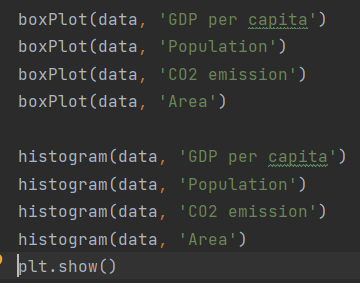 boxPlot(data, 'GDP per capita')
boxPlot(data, 'Population')
boxPlot(data, 'CO2 emission')
boxPlot(data, 'Area')
histogram(data, 'GDP per capita')
histogram(data, 'Population')
histogram(data, 'CO2 emission')
histogram(data, 'Area')
plt.show()